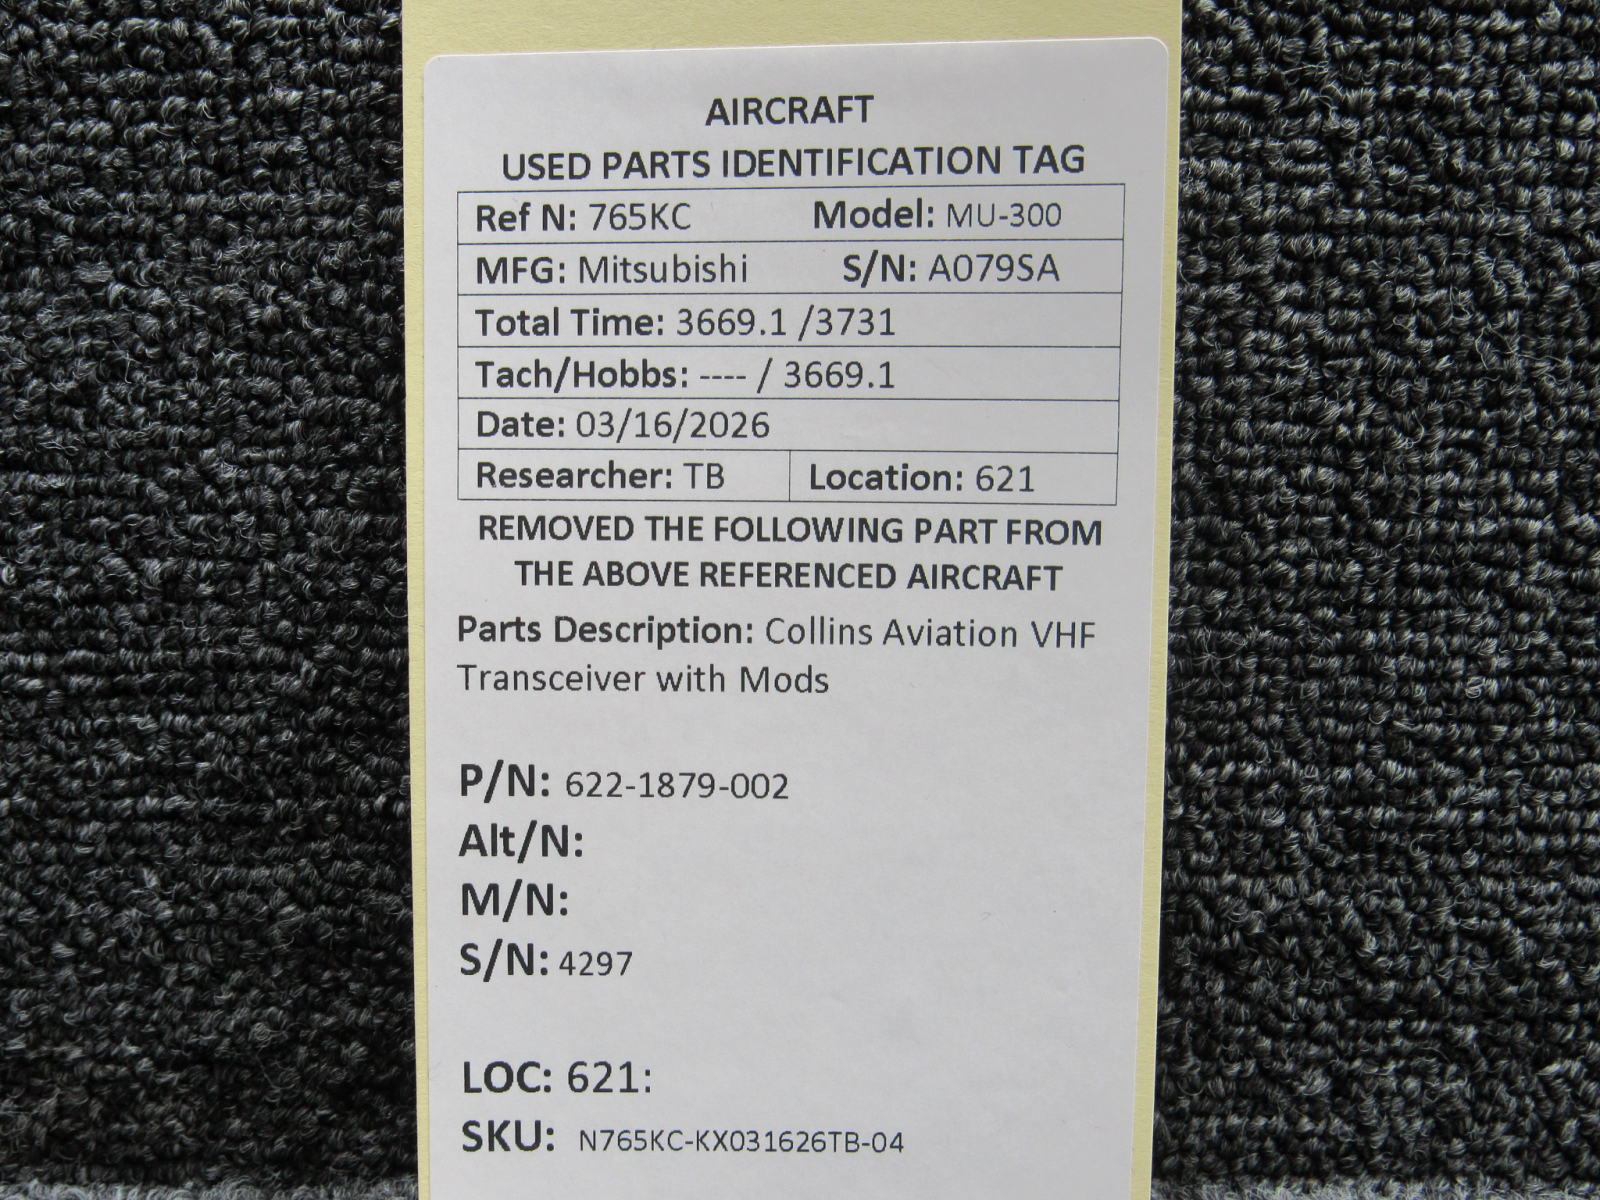 AIRCRAFT
USED PARTS IDENTIFICATION TAG
Ref N: 765KC Model: MU-300
MFG: Mitsubishi S/N: A079SA
Total Time: 3669.1 /3731
Tach/Hobbs: ---- / 3669.1
Date: 03/16/2026
Researcher: TB Location: 621
REMOVED THE FOLLOWING PART FROM
THE ABOVE REFERENCED AIRCRAFT
Parts Description: Collins Aviation VHF
Transceiver with Mods
P/N: 622-1879-002
Alt/N:
M/N:
S/N: 4297
LOC: 621:
SKU: N765KC-KX031626TB-04